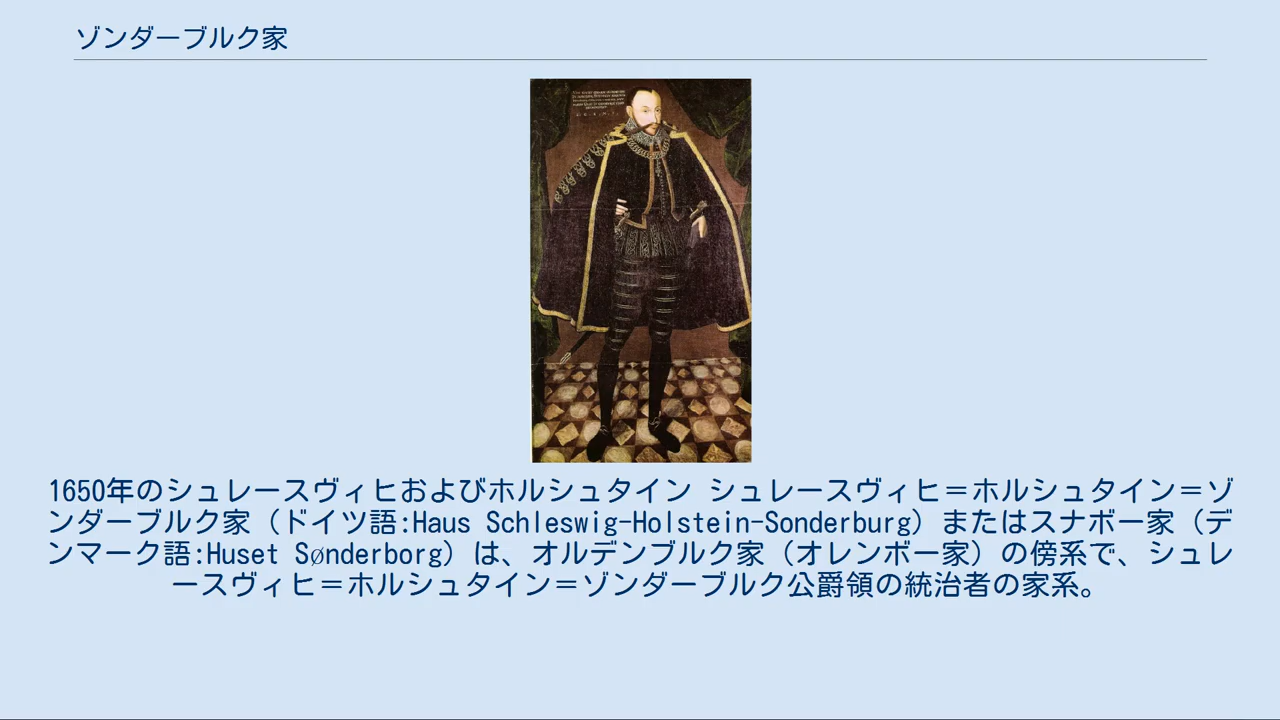 ゾンダーブルク家
1650年のシュレースヴィヒおよびホルシュタイン シュレースヴィヒ＝ホルシュタイン＝ゾ
ンダーブルク家（ドイツ語:Haus Schleswig-Holstein-Sonderburg）またはスナボー家（デ
ンマーク語:Huset Sønderborg）は、オルデンブルク家（オレンボー家）の傍系で、シュレ
ースヴィヒ＝ホルシュタイン＝ゾンダーブルク公爵領の統治者の家系。